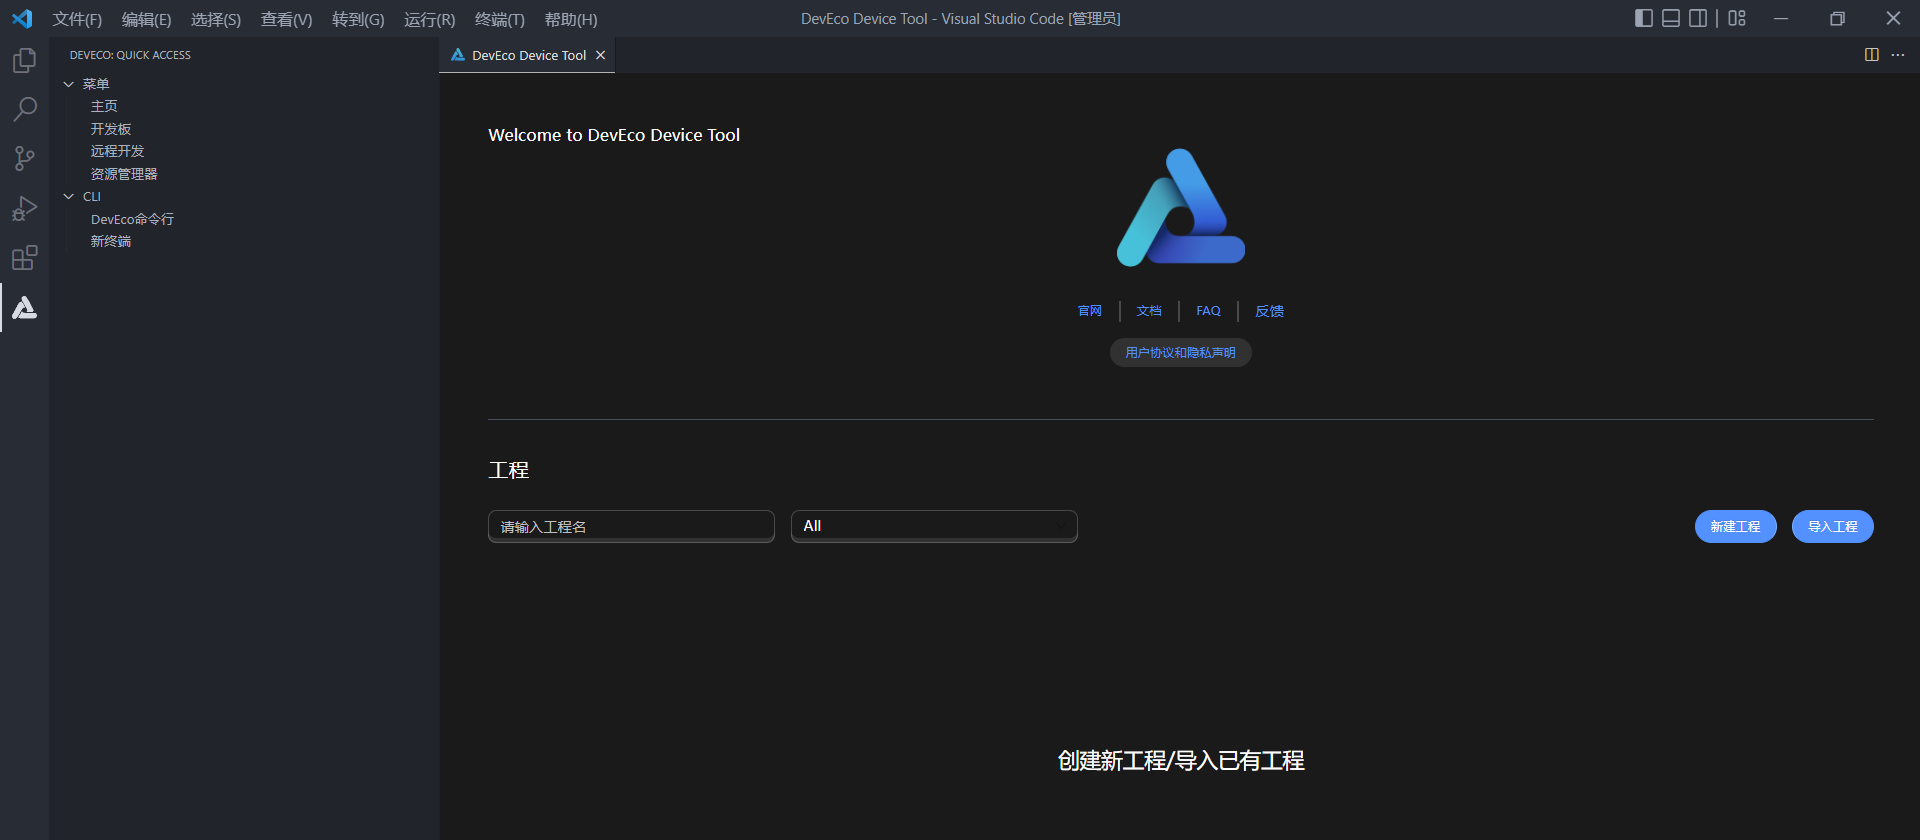 文件(F) 编辑(E) 选择(S) 查看(V) 转到(G) 运行(R) 终端(T) 帮助(H) DevEco Device Tool - Visual Studio Code [管理员]
DEVECO: QUICK ACCESS
菜单
主页
开发板
远程开发
资源管理器
CLI
DevEco命令行
新终端
DevEco Device Tool
Welcome to DevEco Device Tool
官网 文档 FAQ 反馈
用户协议和隐私声明
工程
请输入工程名 All 新建工程 导入工程
创建新工程/导入已有工程